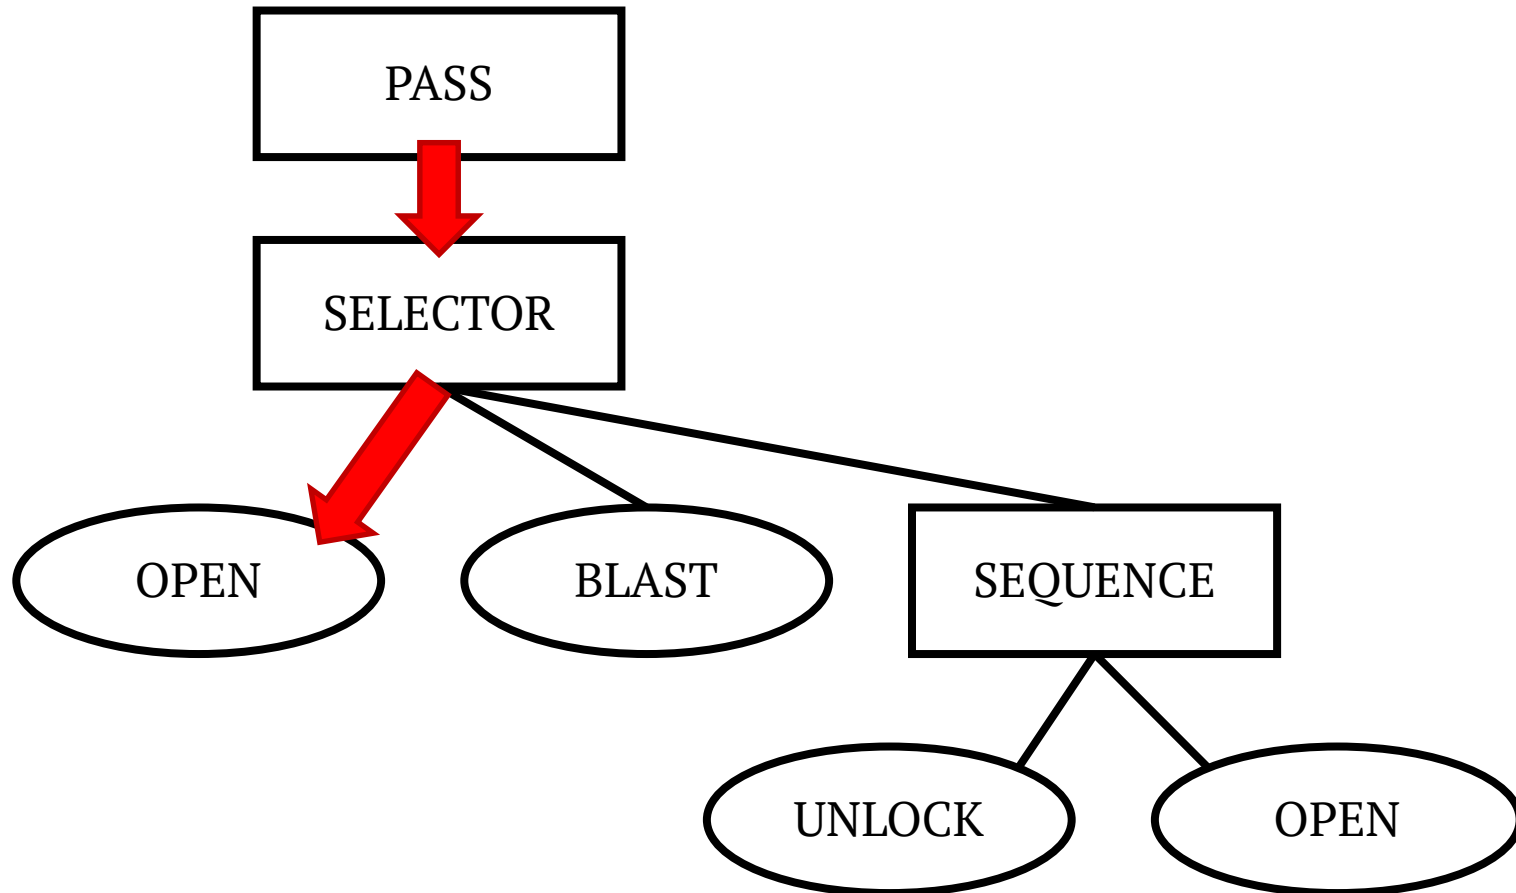 PASS
SELECTOR
OPEN
BLAST
SEQUENCE
UNLOCK
OPEN